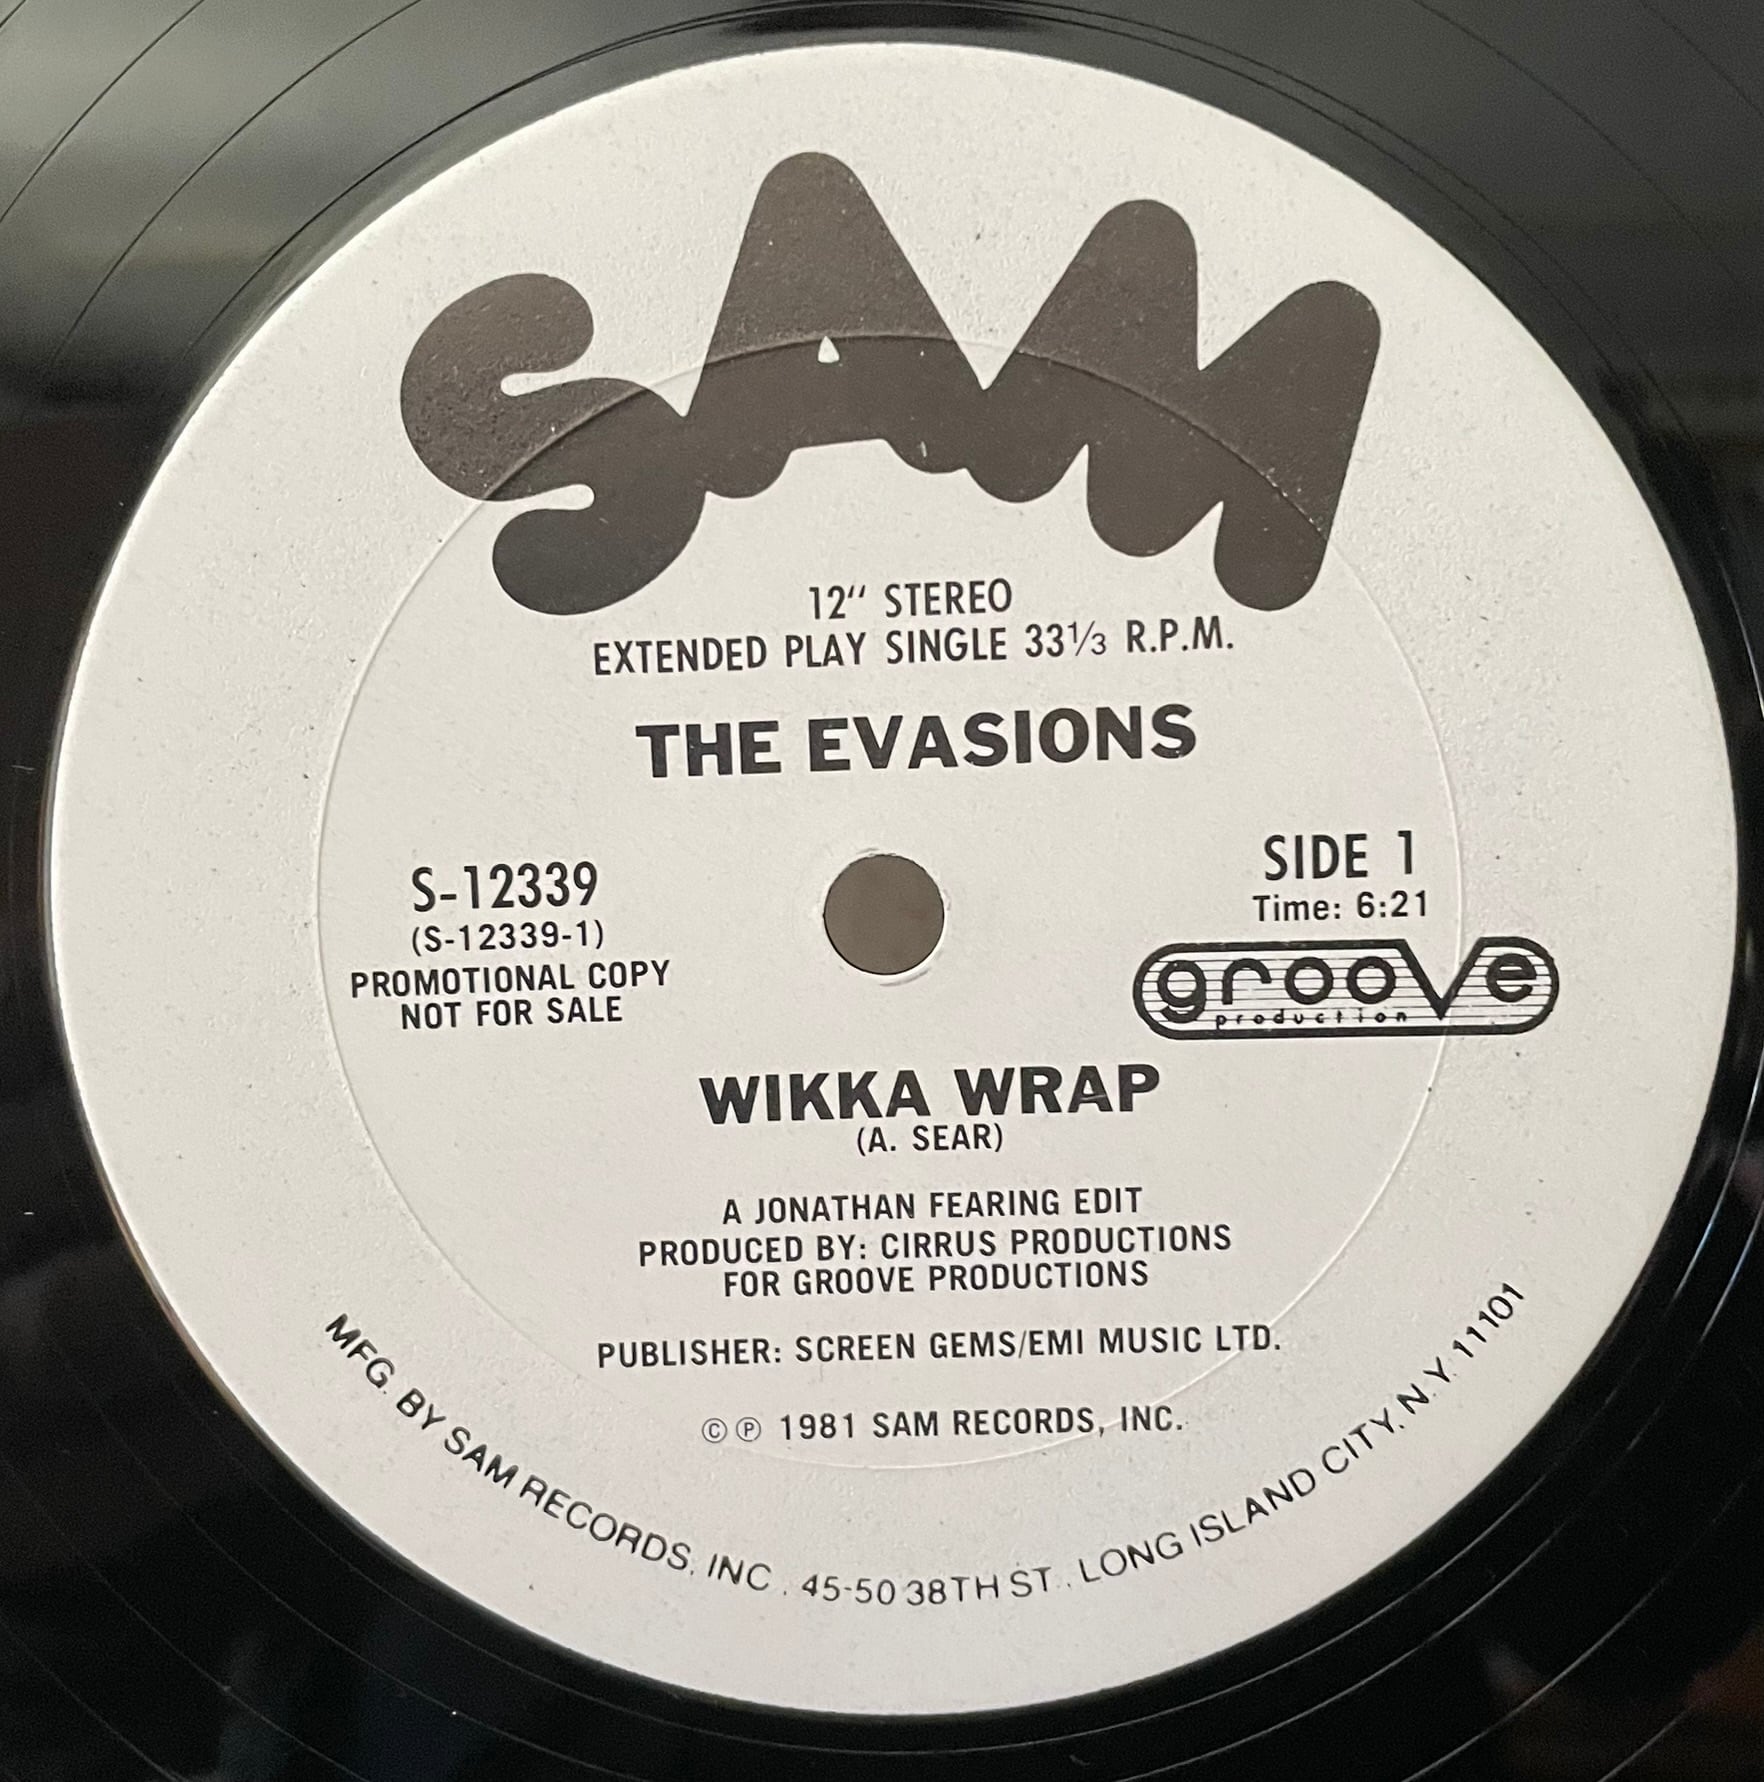 SAM
12" STEREO
EXTENDED PLAY SINGLE 33⅓ R.P.M.
THE EVASIONS
S-12339
(S-12339-1)
PROMOTIONAL COPY
NOT FOR SALE
SIDE 1
Time: 6:21
groove
production
WIKKA WRAP
(A. SEAR)
A JONATHAN FEARING EDIT
PRODUCED BY: CIRRUS PRODUCTIONS
FOR GROOVE PRODUCTIONS
PUBLISHER: SCREEN GEMS/EMI MUSIC LTD.
©℗ 1981 SAM RECORDS, INC.
MFG. BY SAM RECORDS, INC., 45-50 38TH ST., LONG ISLAND CITY, N.Y. 11101